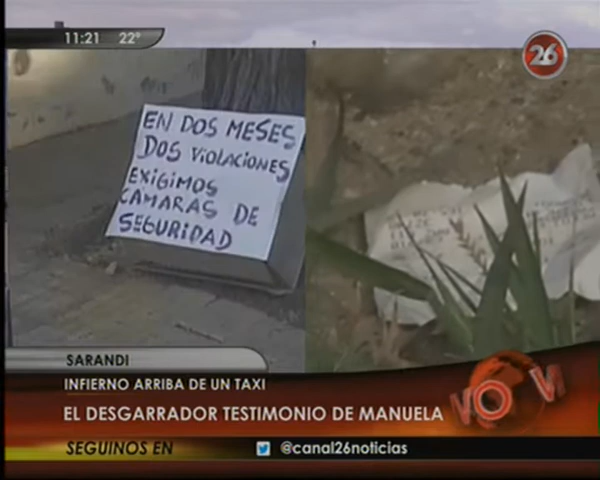 11:21 22°
26
EN DOS MESES
DOS VIOLACIONES
EXIGIMOS
CAMARAS DE
SEGURIDAD
SARANDI
INFIERNO ARRIBA DE UN TAXI
EL DESGARRADOR TESTIMONIO DE MANUELA
SEGUINOS EN @canal26noticias